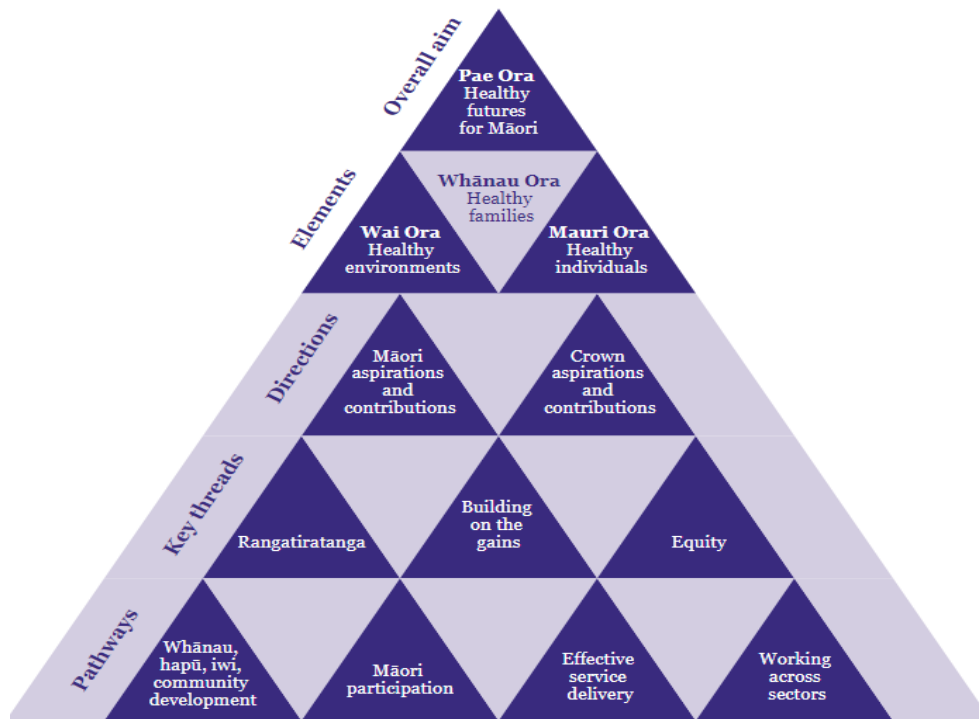 Overall aim
Pae Ora
Healthy
futures
for Māori
Elements
Whānau Ora
Healthy
families
Wai Ora
Healthy
environments
Mauri Ora
Healthy
individuals
Directions
Māori
aspirations
and
contributions
Crown
aspirations
and
contributions
Key threads
Rangatiratanga
Building
on the
gains
Equity
Pathways
Whānau,
hapū, iwi,
community
development
Māori
participation
Effective
service
delivery
Working
across
sectors